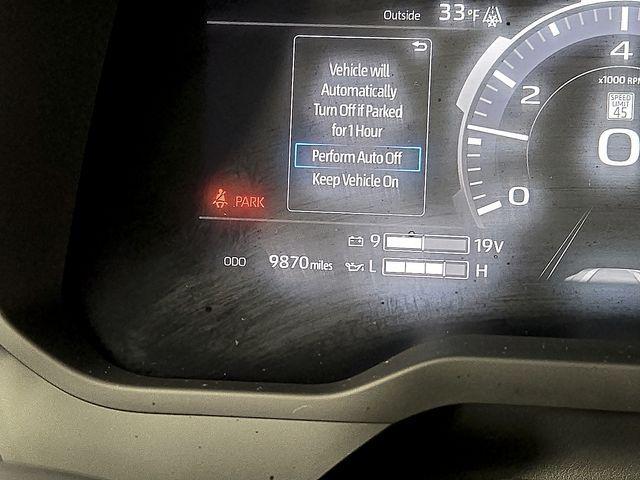 Outside 33°F
Vehicle will
Automatically
Turn Off if Parked
for 1 Hour
Perform Auto Off
Keep Vehicle On
PARK
9 19V
ODO 9870 miles L H
4
x1000 RPM
2
SPEED
LIMIT
45
0
0